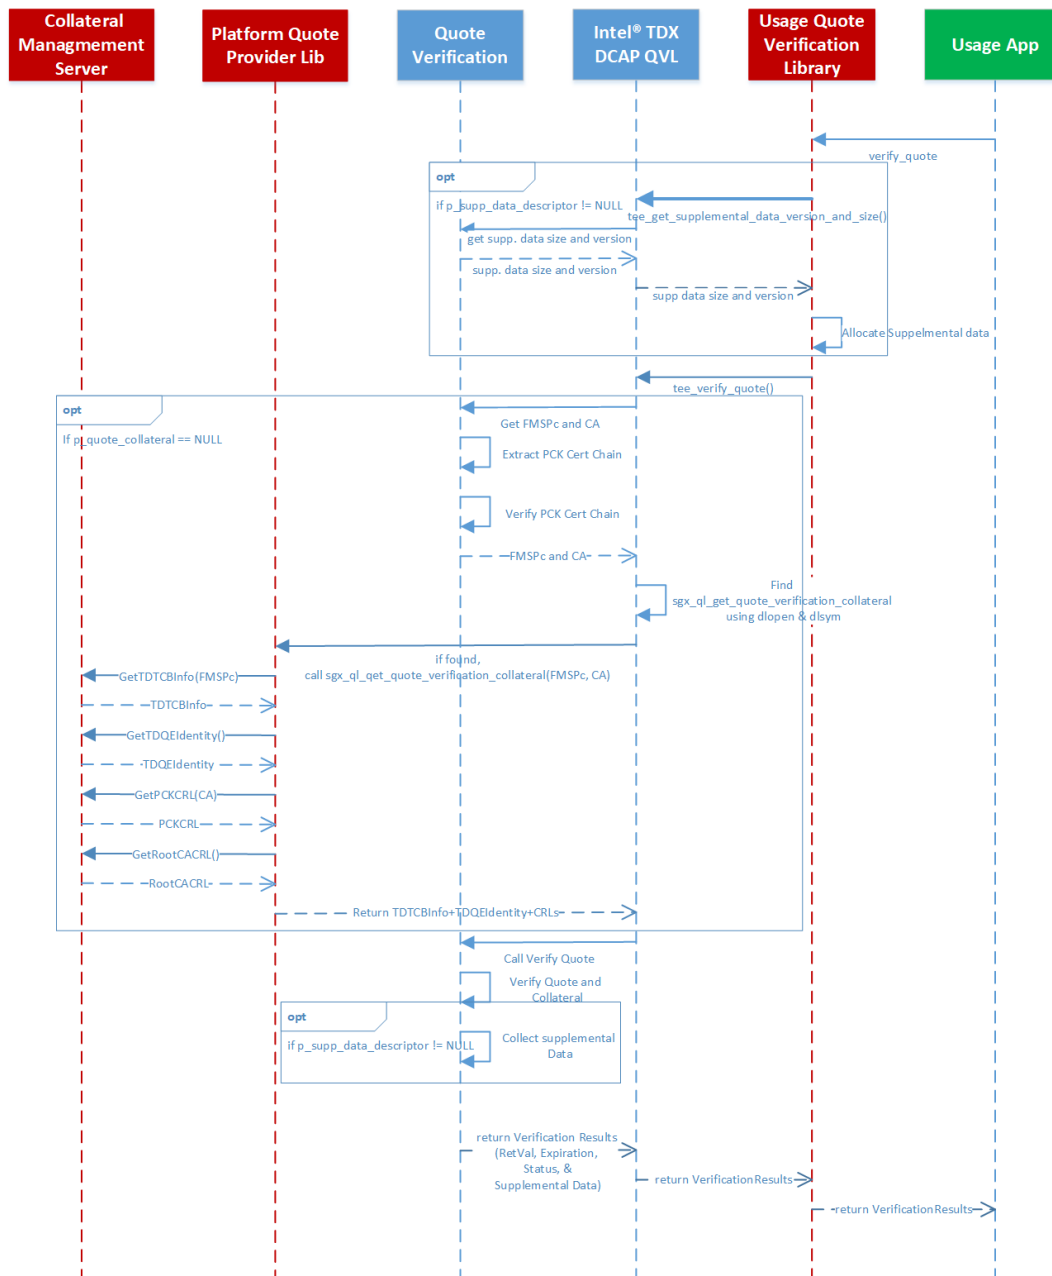 Collateral
Managmement
Server
Platform Quote
Provider Lib
Quote
Verification
Intel® TDX
DCAP QVL
Usage Quote
Verification
Library
Usage App
verify_quote
opt
if p_supp_data_descriptor != NULL
tee_get_supplemental_data_version_and_size()
get supp. data size and version
supp. data size and version
supp data size and version
Allocate Suppelmental data
tee_verify_quote()
opt
If p_quote_collateral == NULL
Get FMSPc and CA
Extract PCK Cert Chain
Verify PCK Cert Chain
FMSPc and CA
Find
sgx_ql_get_quote_verification_collateral
using dlopen & dlsym
if found,
call sgx_ql_qet_quote_verification_collateral(FMSPc, CA)
GetTDTCBInfo(FMSPc)
TDTCBInfo
GetTDQEIdentity()
TDQEIdentity
GetPCKCRL(CA)
PCKCRL
GetRootCACRL()
RootCACRL
Return TDTCBInfo+TDQEIdentity+CRLs
Call Verify Quote
Verify Quote and
Collateral
opt
if p_supp_data_descriptor != NULL
Collect supplemental
Data
return Verification Results
(RetVal, Expiration,
Status, &
Supplemental Data)
return VerificationResults
return VerificationResults